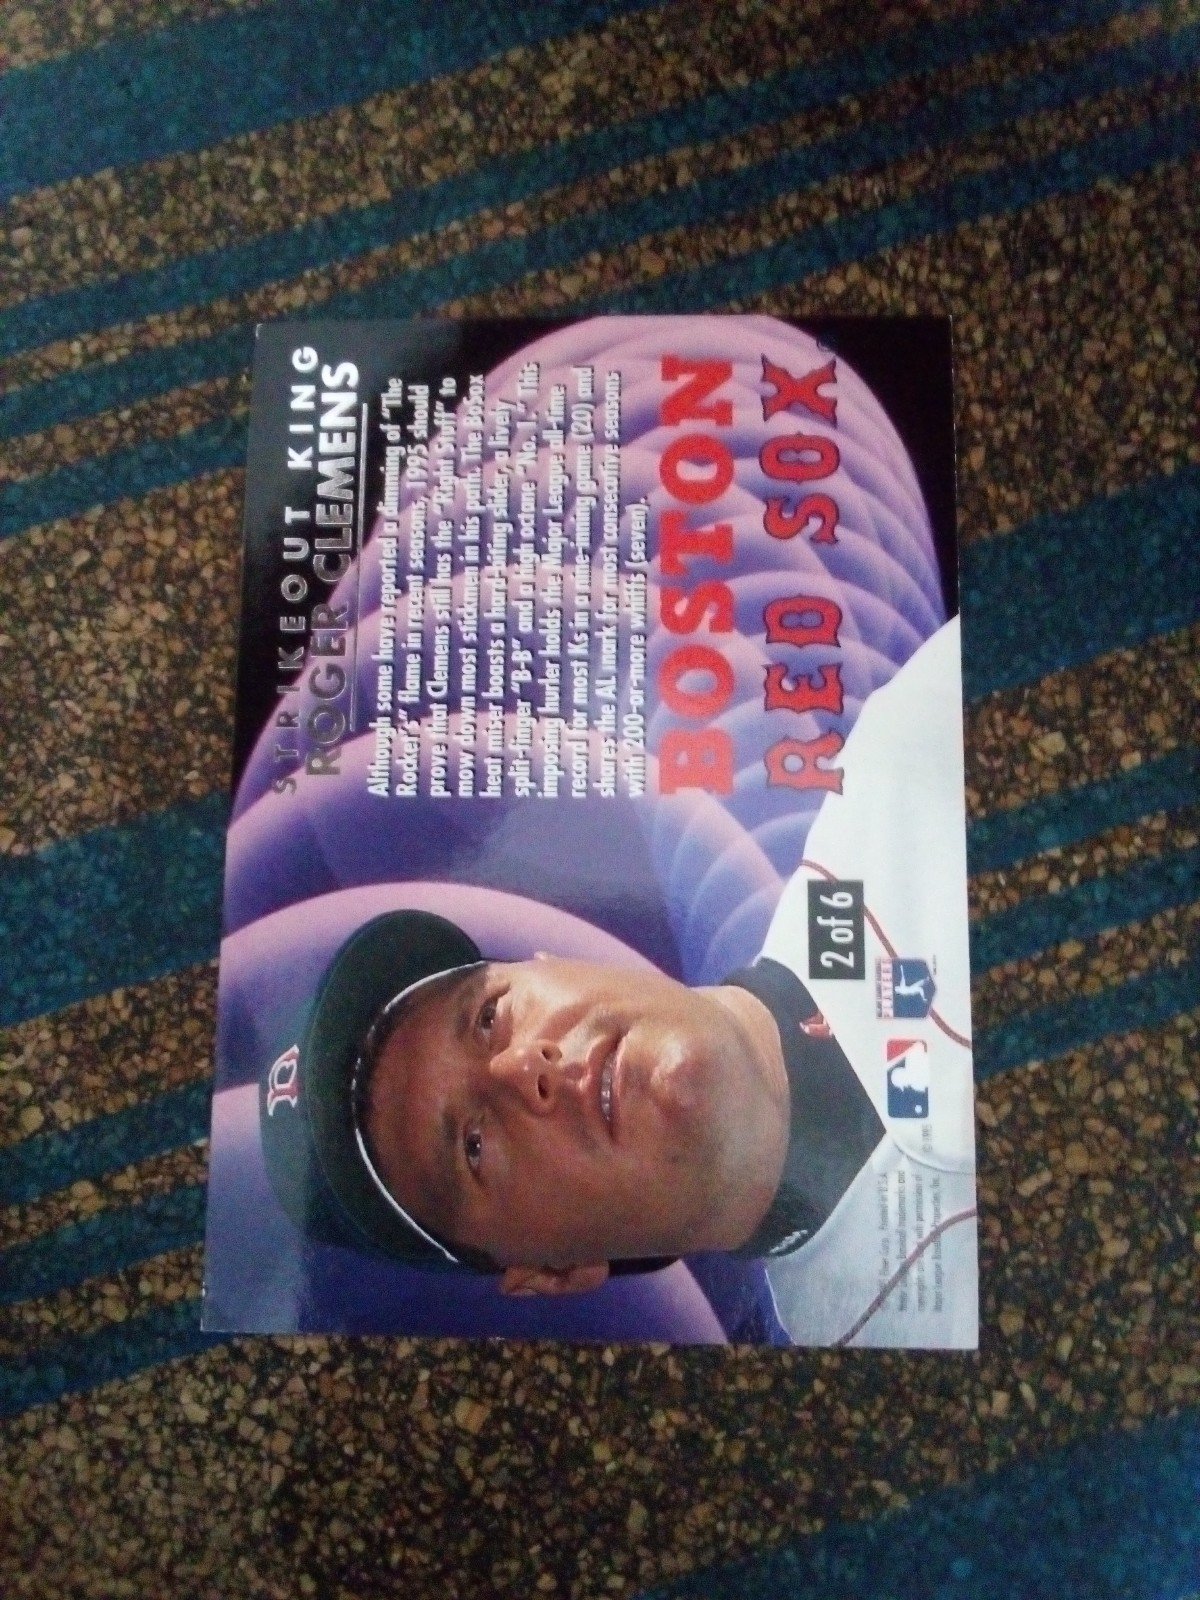 STRIKEOUT KING
ROGER CLEMENS
Although some have reported a dimming of "The
Rocket's" flame in recent seasons, 1995 should
prove that Clemens still has the "Right Stuff" to
mow down most stickmen in his path. The BoSox
heat miser boasts a hard-biting slider, a lively
split-finger "B-B" and a high octane "No. 1." This
imposing hurler holds the Major League all-time
record for most Ks in a nine-inning game (20) and
shares the AL mark for most consecutive seasons
with 200-or-more whiffs (seven).
BOSTON
RED SOX
2 of 6
B
PLAYERS